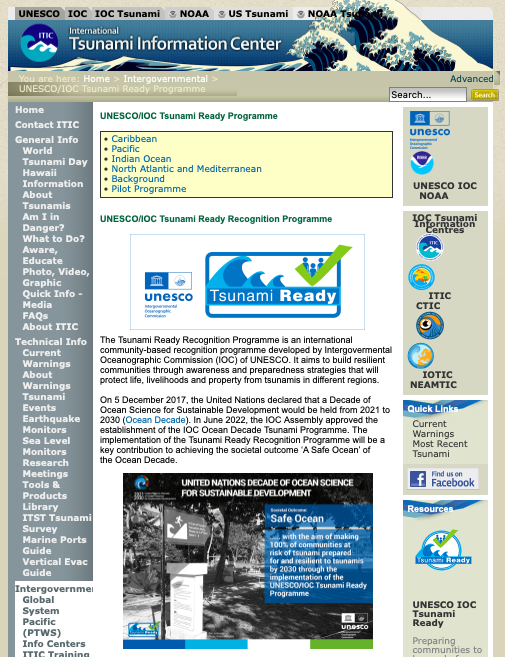 UNESCO IOC IOC Tsunami NOAA US Tsunami NOAA Tsu
ITIC
International
Tsunami Information Center
You are here: Home > Intergovernmental >
UNESCO/IOC Tsunami Ready Programme
Advanced
Search... Search
Home
Contact ITIC
General Info
World
Tsunami Day
Hawaii
Information
About
Tsunamis
Am I in
Danger?
What to Do?
Aware,
Educate
Photo, Video,
Graphic
Quick Info -
Media
FAQs
About ITIC
Technical Info
Current
Warnings
About
Warnings
Tsunami
Events
Earthquake
Monitors
Sea Level
Monitors
Research
Meetings
Tools &
Products
Library
ITST Tsunami
Survey
Marine Ports
Guide
Vertical Evac
Guide
Intergovernmen
Global
System
Pacific
(PTWS)
Info Centers
ITIC Training
UNESCO/IOC Tsunami Ready Programme
• Caribbean
• Pacific
• Indian Ocean
• North Atlantic and Mediterranean
• Background
• Pilot Programme
UNESCO/IOC Tsunami Ready Recognition Programme
unesco
Intergovernmental
Oceanographic
Commission
Tsunami Ready
The Tsunami Ready Recognition Programme is an international
community-based recognition programme developed by Intergovermental
Oceanographic Commission (IOC) of UNESCO. It aims to build resilient
communities through awareness and preparedness strategies that will
protect life, livelihoods and property from tsunamis in different regions.
On 5 December 2017, the United Nations declared that a Decade of
Ocean Science for Sustainable Development would be held from 2021 to
2030 (Ocean Decade). In June 2022, the IOC Assembly approved the
establishment of the IOC Ocean Decade Tsunami Programme. The
implementation of the Tsunami Ready Recognition Programme will be a
key contribution to achieving the societal outcome 'A Safe Ocean' of
the Ocean Decade.
UNITED NATIONS DECADE OF OCEAN SCIENCE
FOR SUSTAINABLE DEVELOPMENT
Societal Outcome:
Safe Ocean
.... with the aim of making
100% of communities at
risk of tsunami prepared
for and resilient to tsunamis
by 2030 through the
implementation of the
UNESCO/IOC Tsunami Ready
Programme
unesco
unesco
UNESCO IOC
NOAA
IOC Tsunami
Information
Centres
ITIC
CTIC
IOTIC
NEAMTIC
Quick Links
Current
Warnings
Most Recent
Tsunami
Find us on
Facebook
Resources
Tsunami Ready
UNESCO IOC
Tsunami
Ready
Preparing
communities to